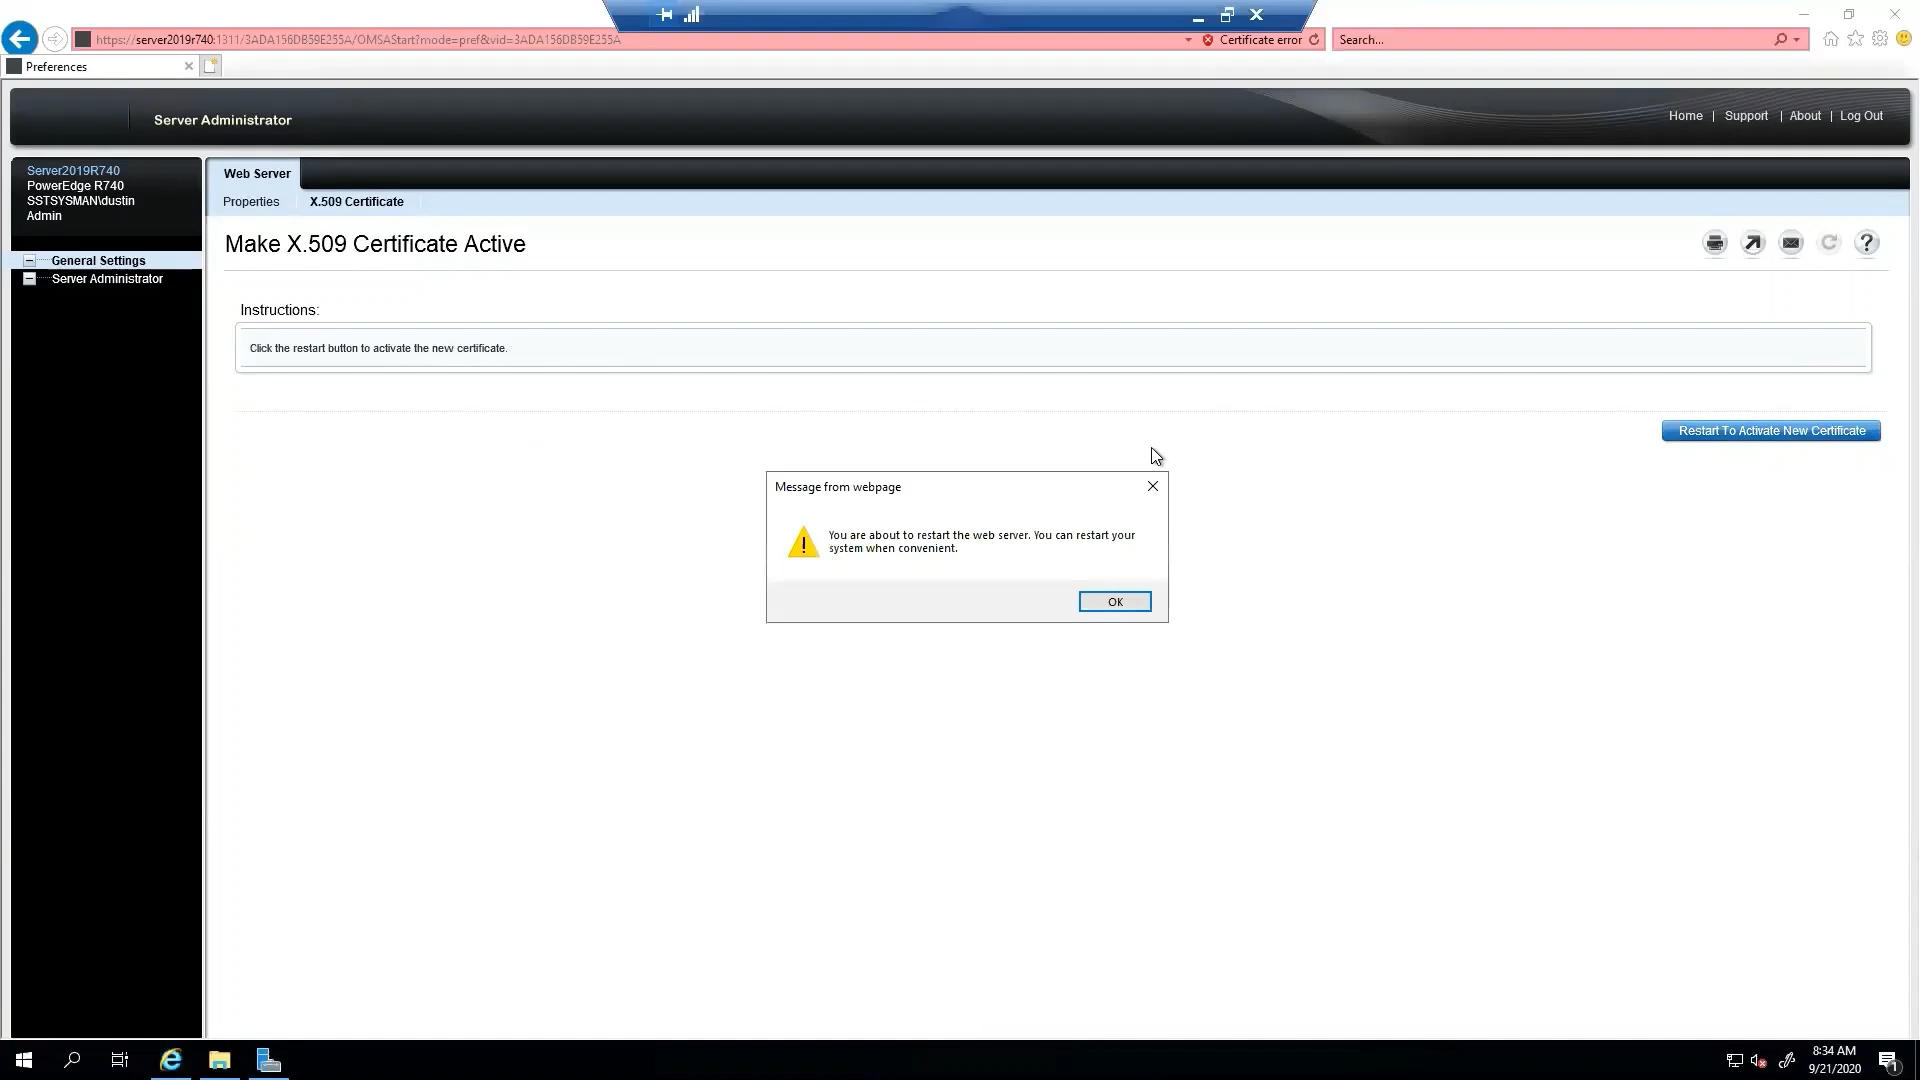 https://server2019r740:1311/3ADA156DB59E255A/OMSAStart?mode=pref&vid=3ADA156DB59E255A
Certificate error
Search...
Preferences
Server Administrator
Home | Support | About | Log Out
Server2019R740
PowerEdge R740
SSTSYSMAN\dustin
Admin
General Settings
Server Administrator
Web Server
Properties
X.509 Certificate
Make X.509 Certificate Active
Instructions:
Click the restart button to activate the new certificate.
Restart To Activate New Certificate
Message from webpage
You are about to restart the web server. You can restart your
system when convenient.
OK
8:34 AM
9/21/2020
1